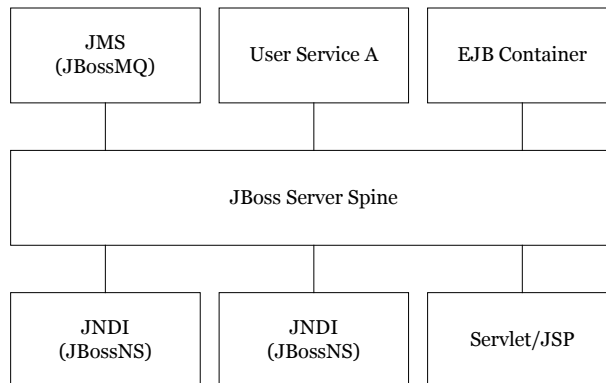 JMS
(JBossMQ)
User Service A
EJB Container
JBoss Server Spine
JNDI
(JBossNS)
JNDI
(JBossNS)
Servlet/JSP